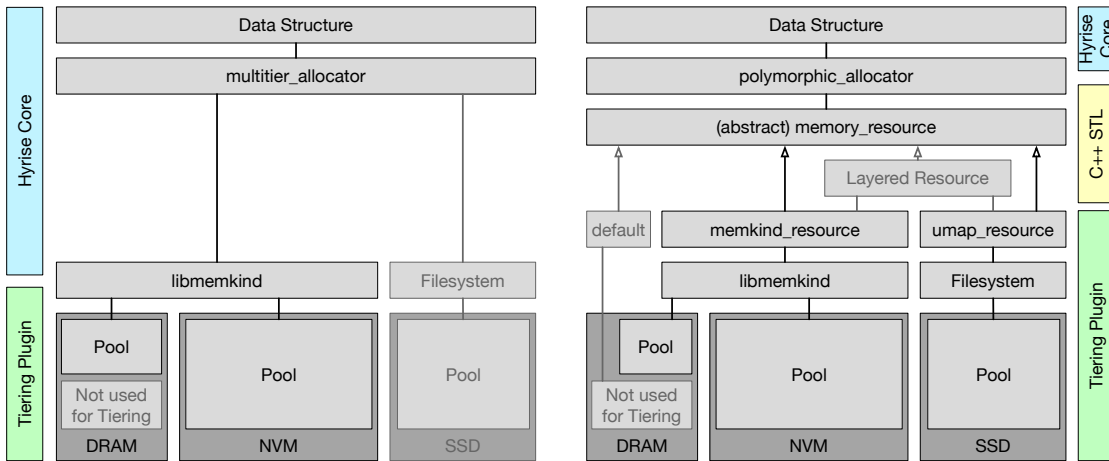 Hyrise Core
Tiering Plugin
Data Structure
multitier_allocator
libmemkind
Filesystem
Pool
Not used
for Tiering
DRAM
Pool
NVM
Pool
SSD
Data Structure
polymorphic_allocator
(abstract) memory_resource
Layered Resource
default
memkind_resource
umap_resource
libmemkind
Filesystem
Pool
Not used
for Tiering
DRAM
Pool
NVM
Pool
SSD
Hyrise
Core
C++ STL
Tiering Plugin